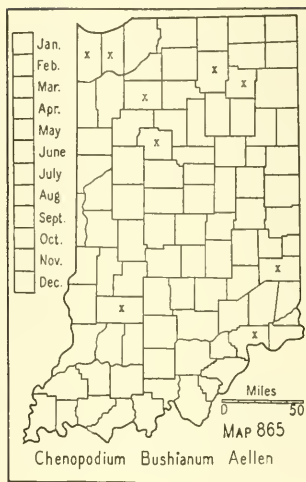 Jan.
Feb.
Mar.
Apr.
May
June
July
Aug
Sept.
Oct.
Nov.
Dec.
x x
x
x
x
x
x
x
x
Miles
0 50
MAP 865
Chenopodium Bushianum Aellen